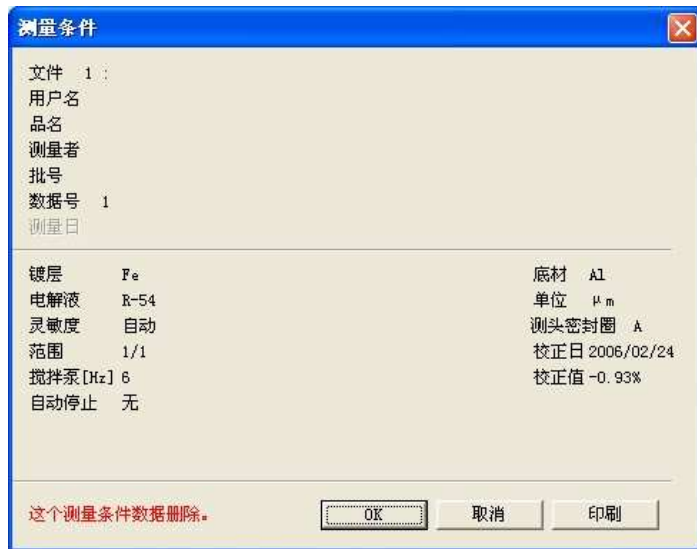 测量条件
文件 1 :
用户名
品名
测量者
批号
数据号 1
测量日
镀层 Fe 底材 Al
电解液 R-54 单位 μm
灵敏度 自动 测头密封圈 A
范围 1/1 校正日 2006/02/24
搅拌泵[Hz] 6 校正值 -0.93%
自动停止 无
这个测量条件数据删除。 OK 取消 印刷